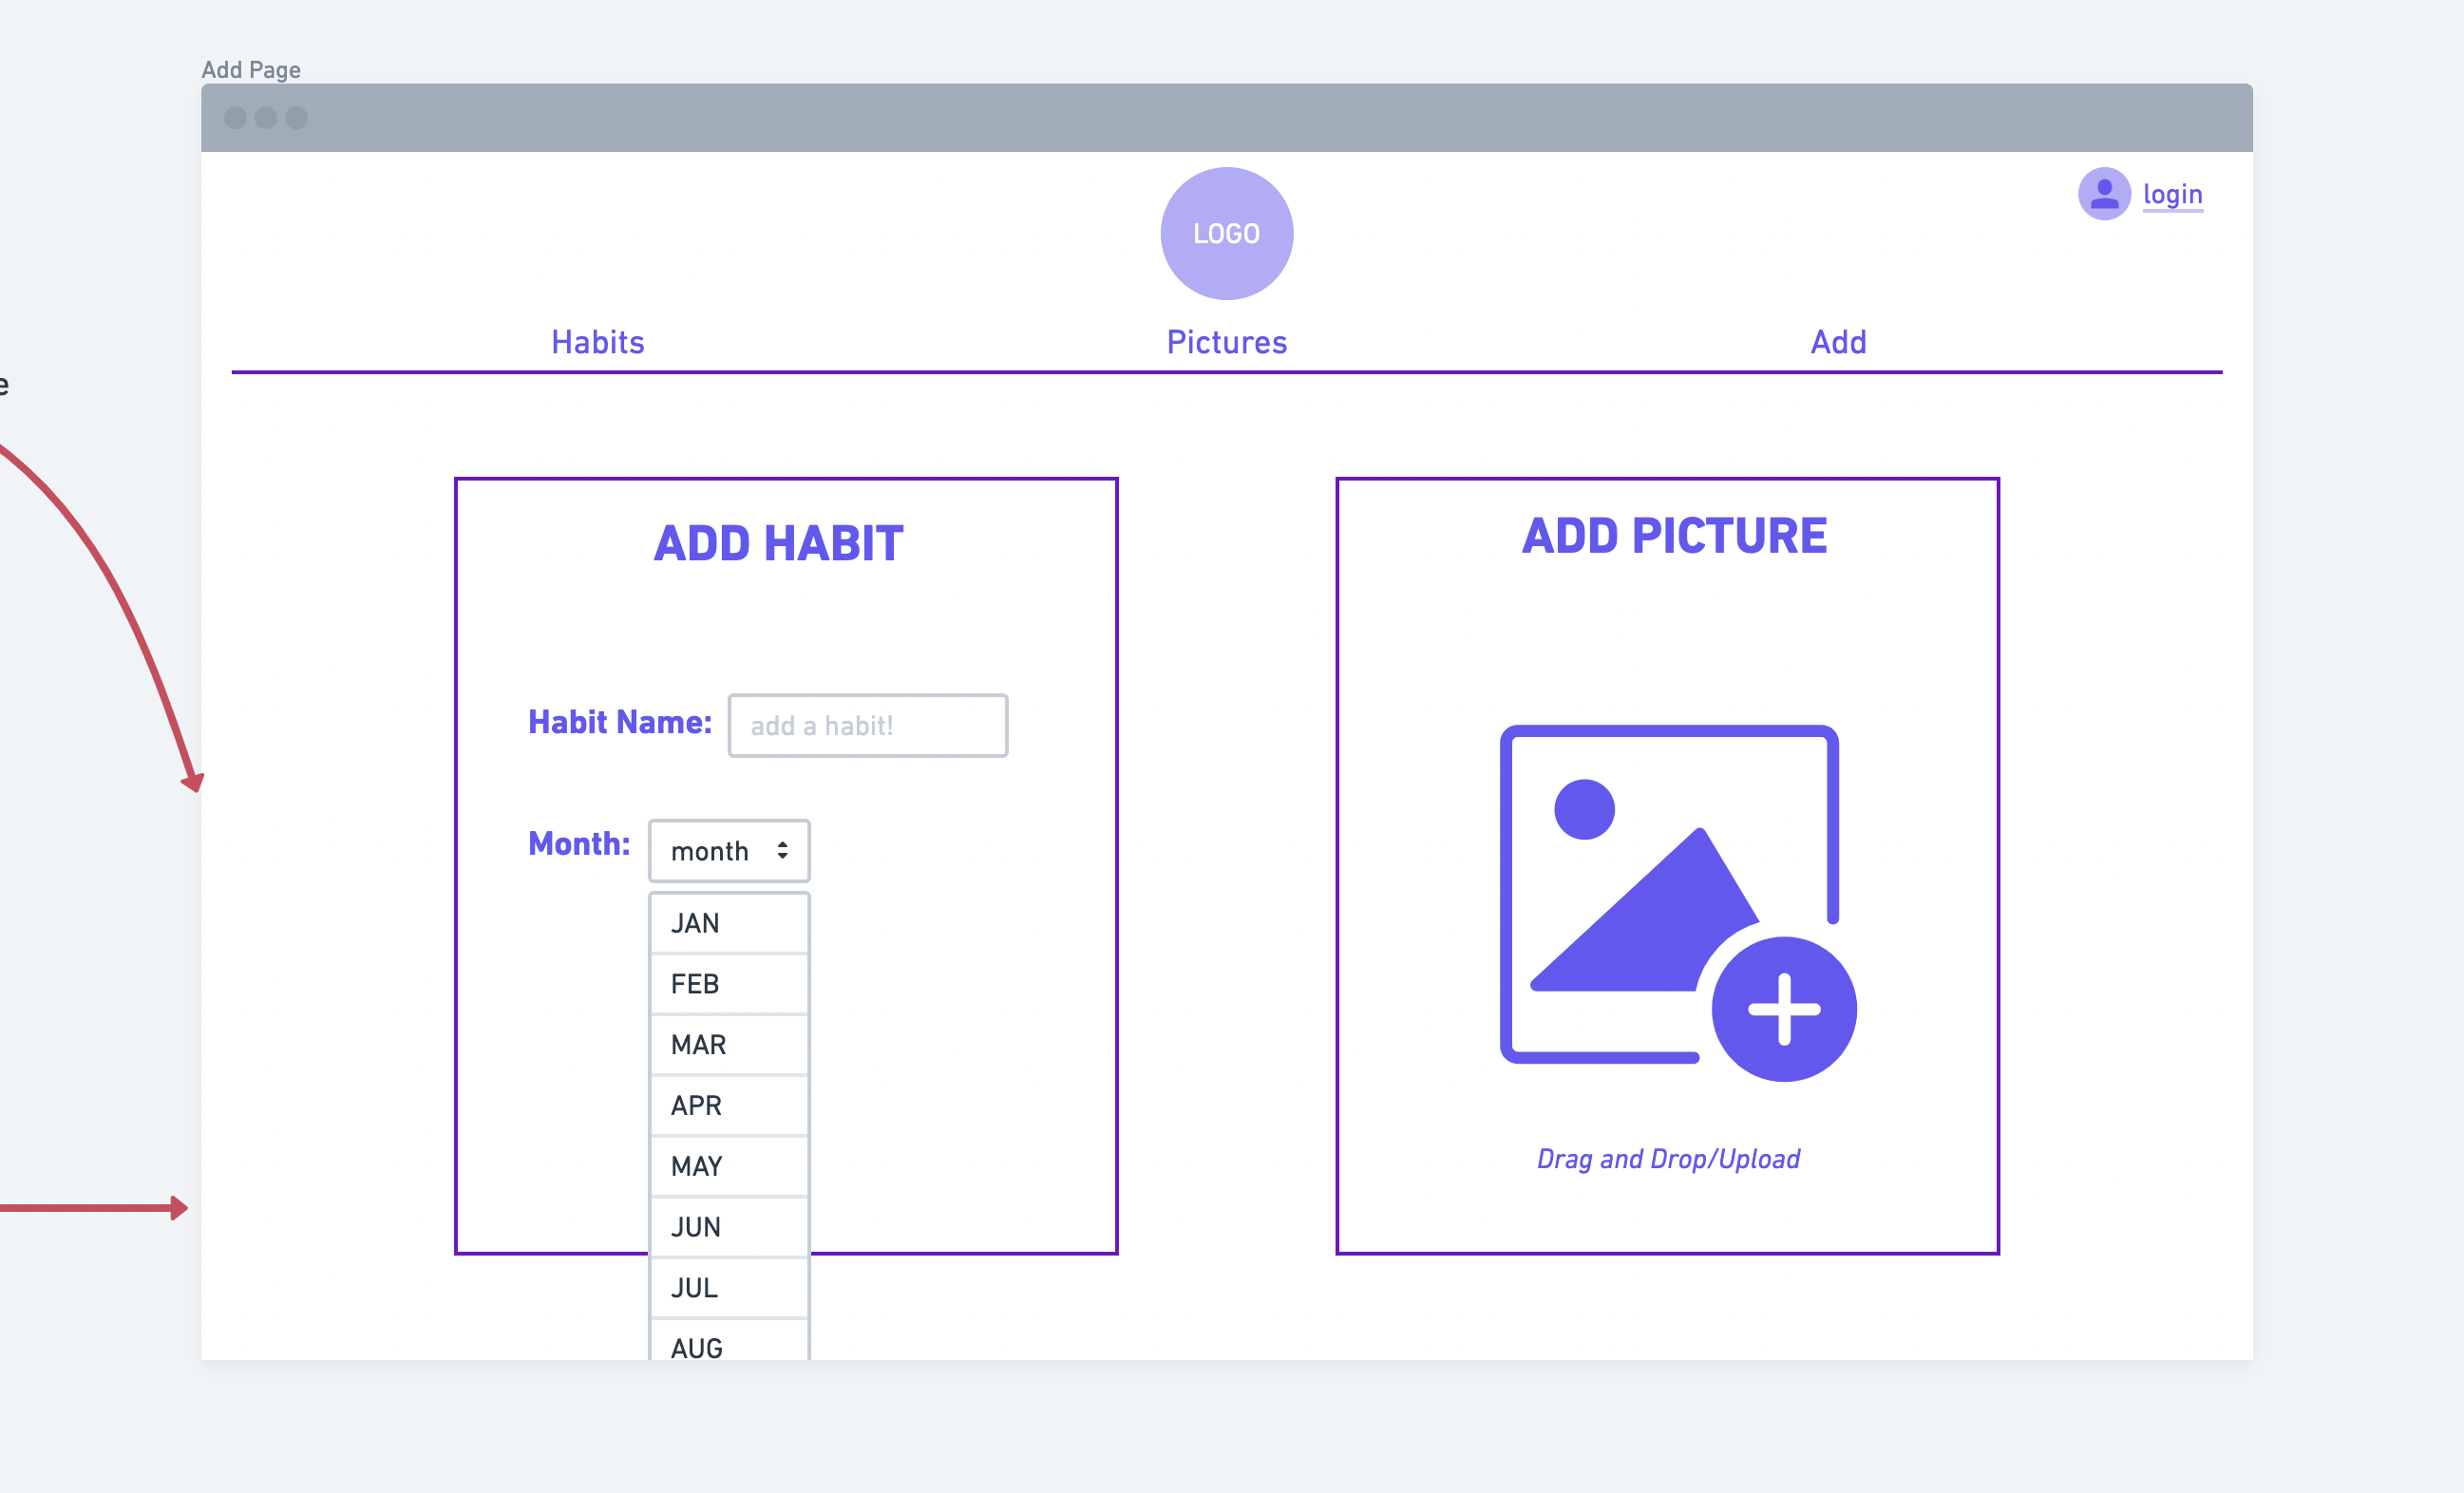 Add Page
login
LOGO
Habits
Pictures
Add
e
ADD HABIT
Habit Name:
add a habit!
Month:
month
JAN
FEB
MAR
APR
MAY
JUN
JUL
AUG
ADD PICTURE
Drag and Drop/Upload